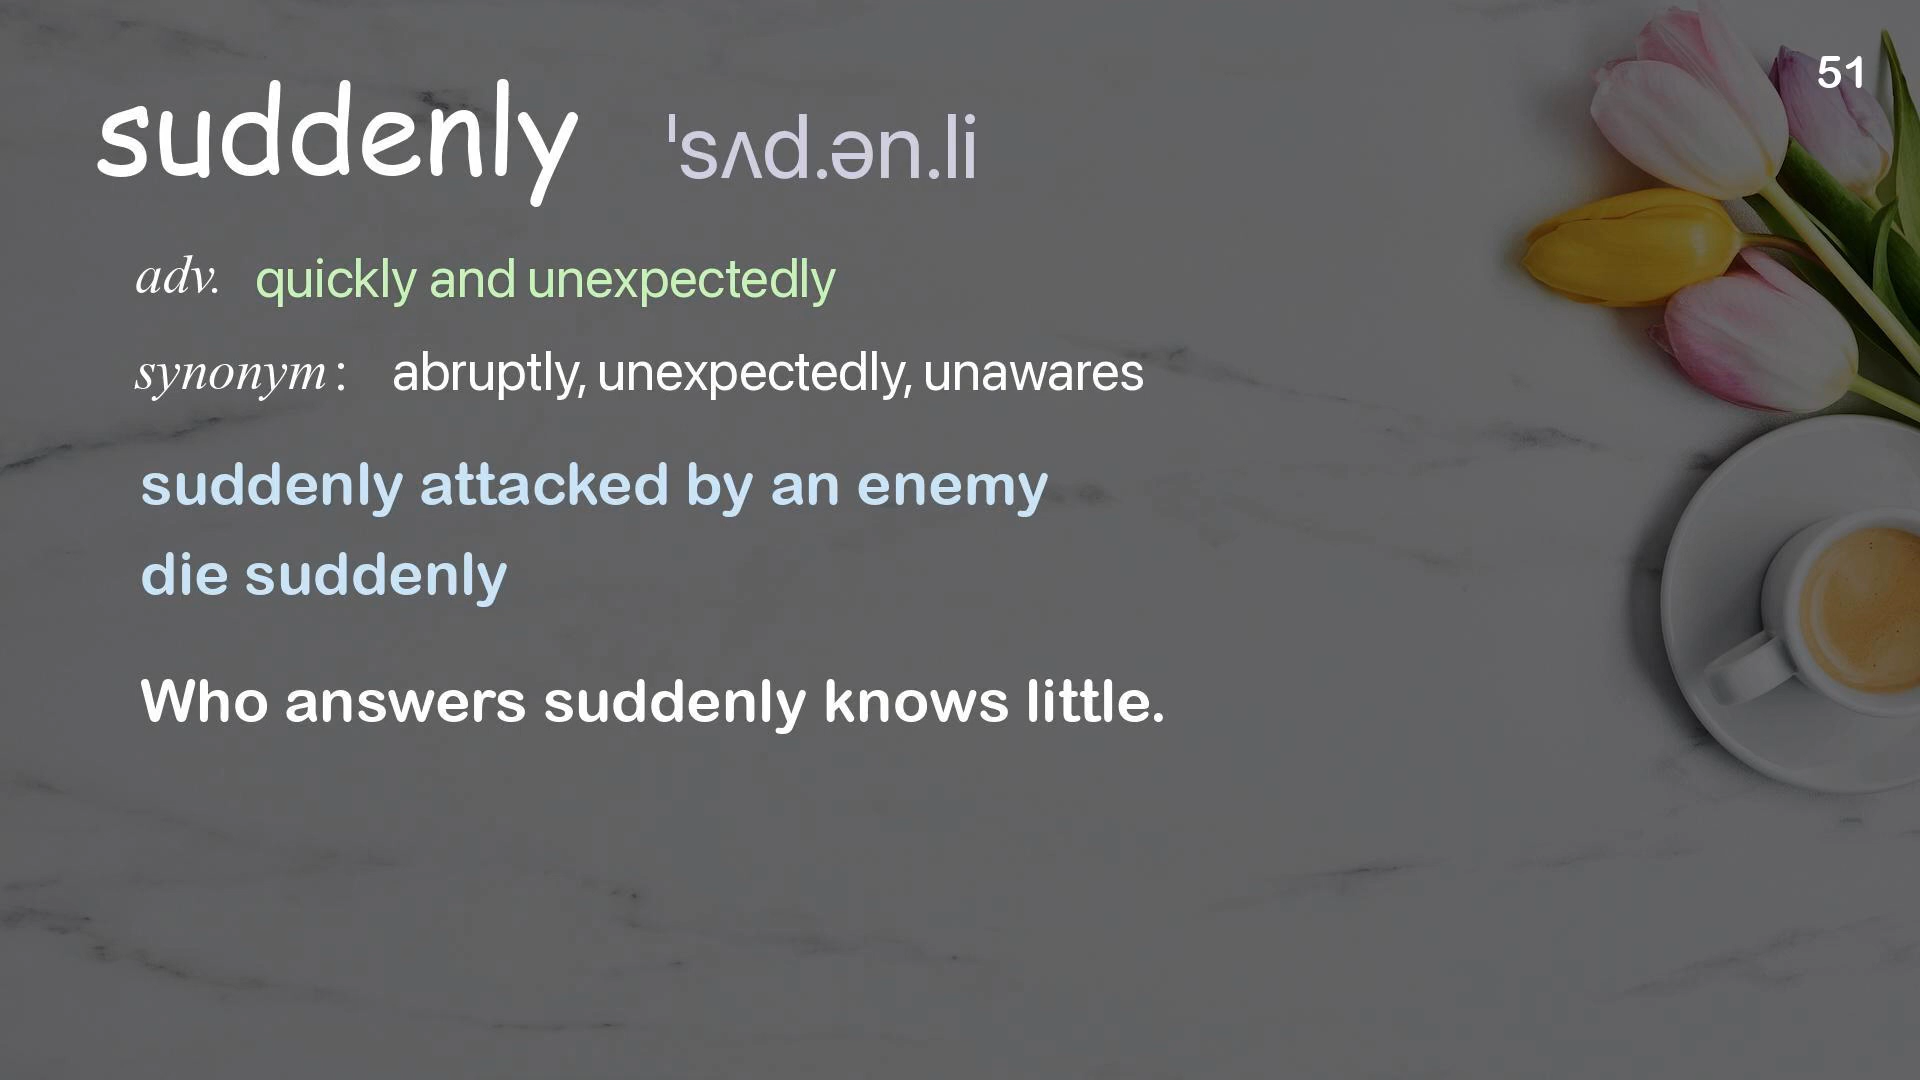 51
suddenly ˈsʌd.ən.li
adv. quickly and unexpectedly
synonym: abruptly, unexpectedly, unawares
suddenly attacked by an enemy
die suddenly
Who answers suddenly knows little.